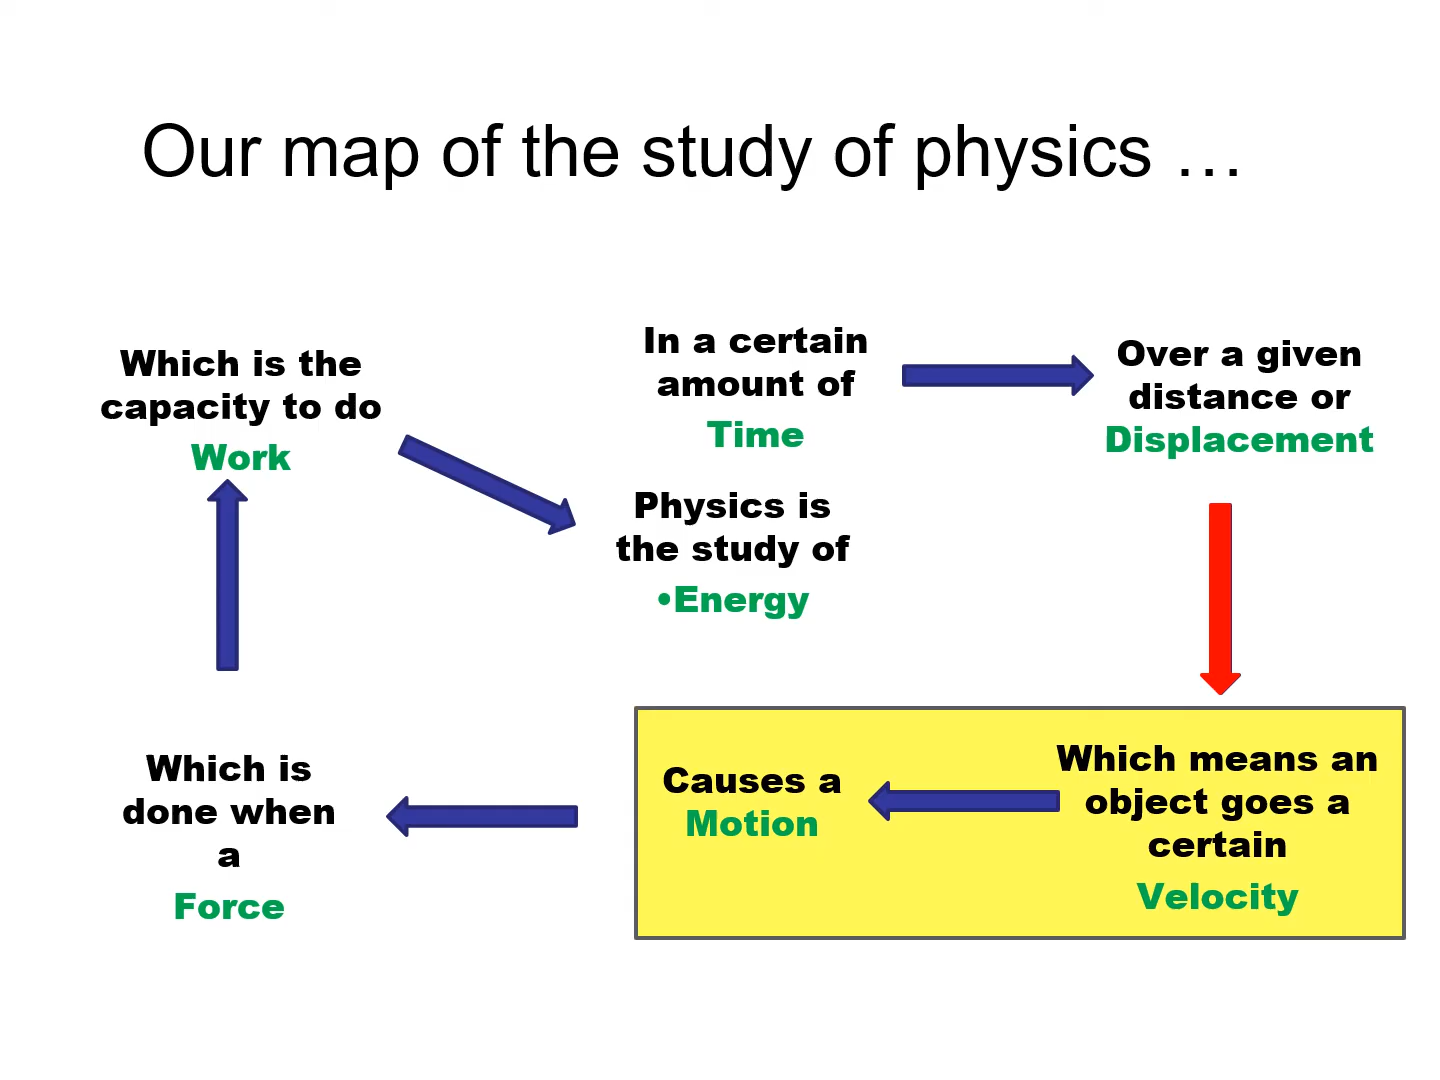 Our map of the study of physics …
Which is the
capacity to do
Work
In a certain
amount of
Time
Over a given
distance or
Displacement
Physics is
the study of
•Energy
Which is
done when
a
Force
Causes a
Motion
Which means an
object goes a
certain
Velocity